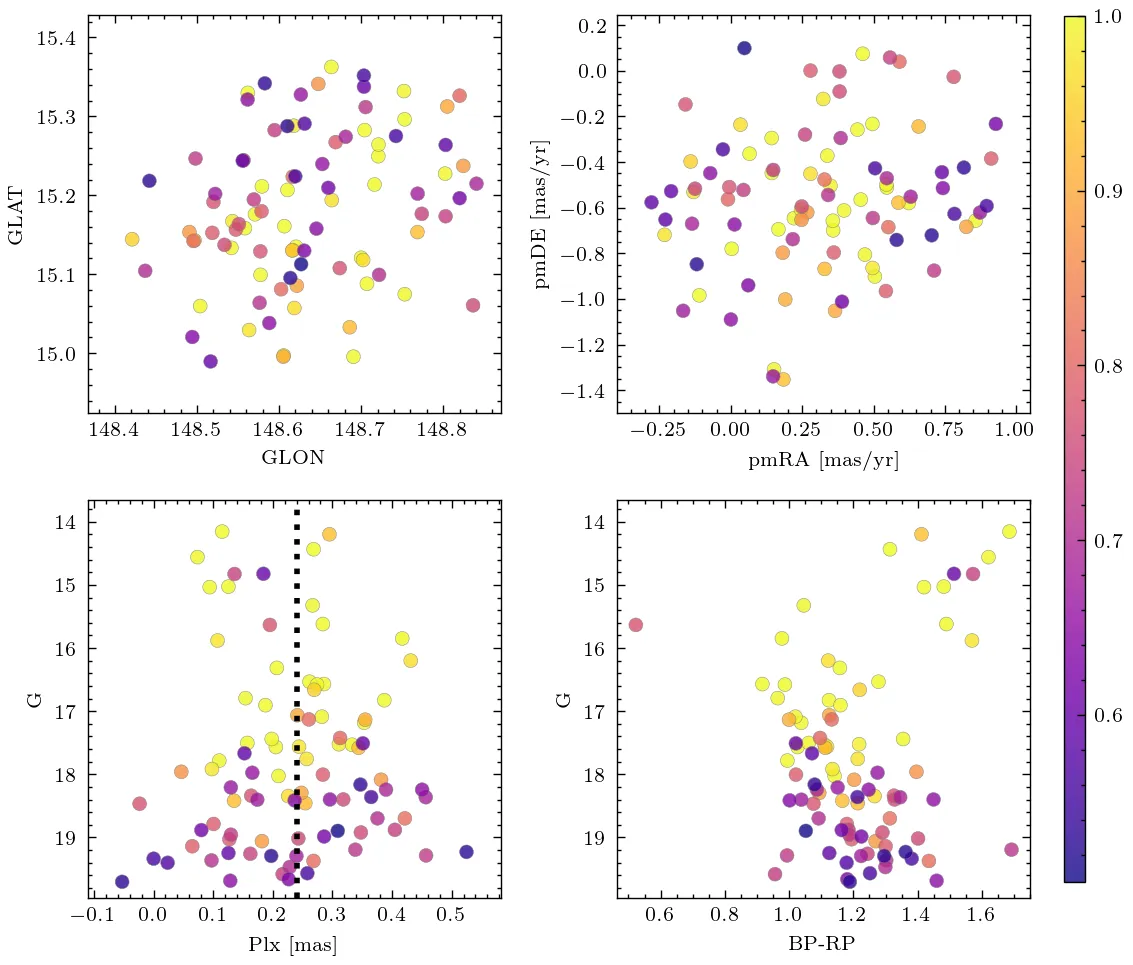 15.4
15.3
15.2
15.1
15.0
GLAT
148.4 148.5 148.6 148.7 148.8
GLON
0.2
0.0
−0.2
−0.4
−0.6
−0.8
−1.0
−1.2
−1.4
pmDE [mas/yr]
−0.25 0.00 0.25 0.50 0.75 1.00
pmRA [mas/yr]
1.0
0.9
0.8
0.7
0.6
14
15
16
17
18
19
G
−0.1 0.0 0.1 0.2 0.3 0.4 0.5
Plx [mas]
14
15
16
17
18
19
G
0.6 0.8 1.0 1.2 1.4 1.6
BP-RP